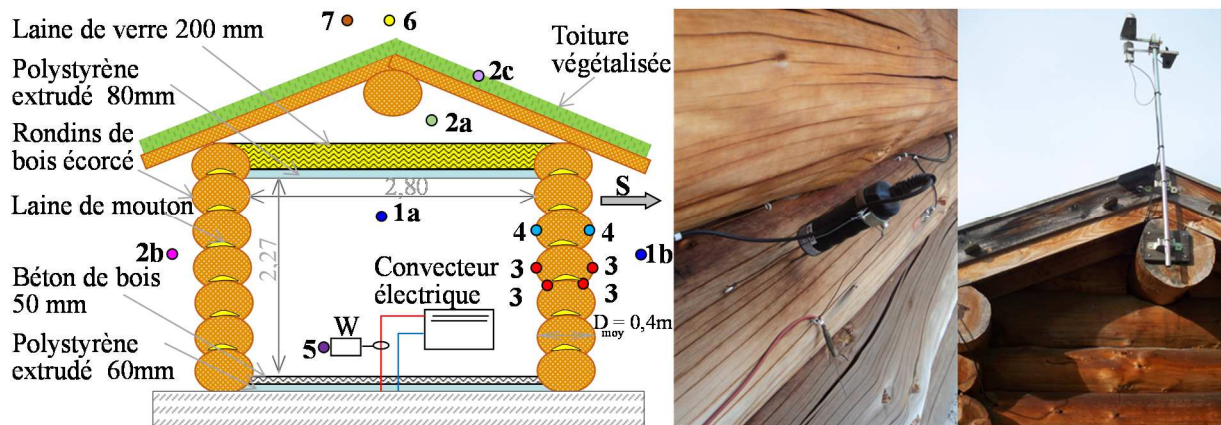 7
6
Laine de verre 200 mm
Toiture
végétalisée
Polystyrène
extrudé 80mm
2c
2a
Rondins de
bois écorcé
2,80
S
Laine de mouton
1a
4
4
2b
1b
2,27
3
3
3
3
Convecteur
électrique
Béton de bois
50 mm
W
5
D moy = 0,4m
Polystyrène
extrudé 60mm